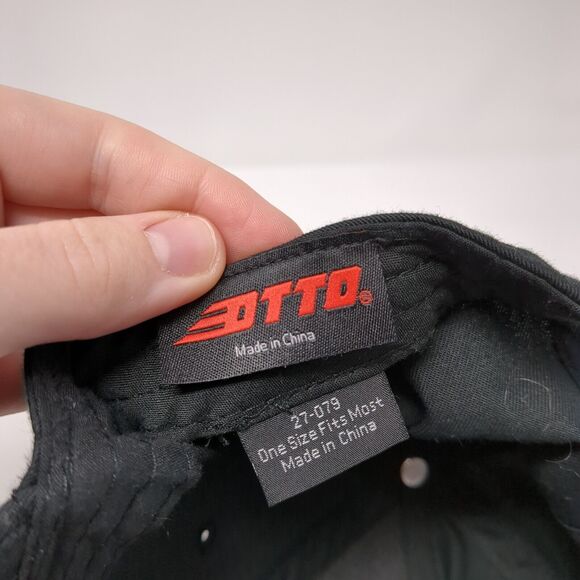 OTTO®
Made in China
27-079
One Size Fits Most
Made in China